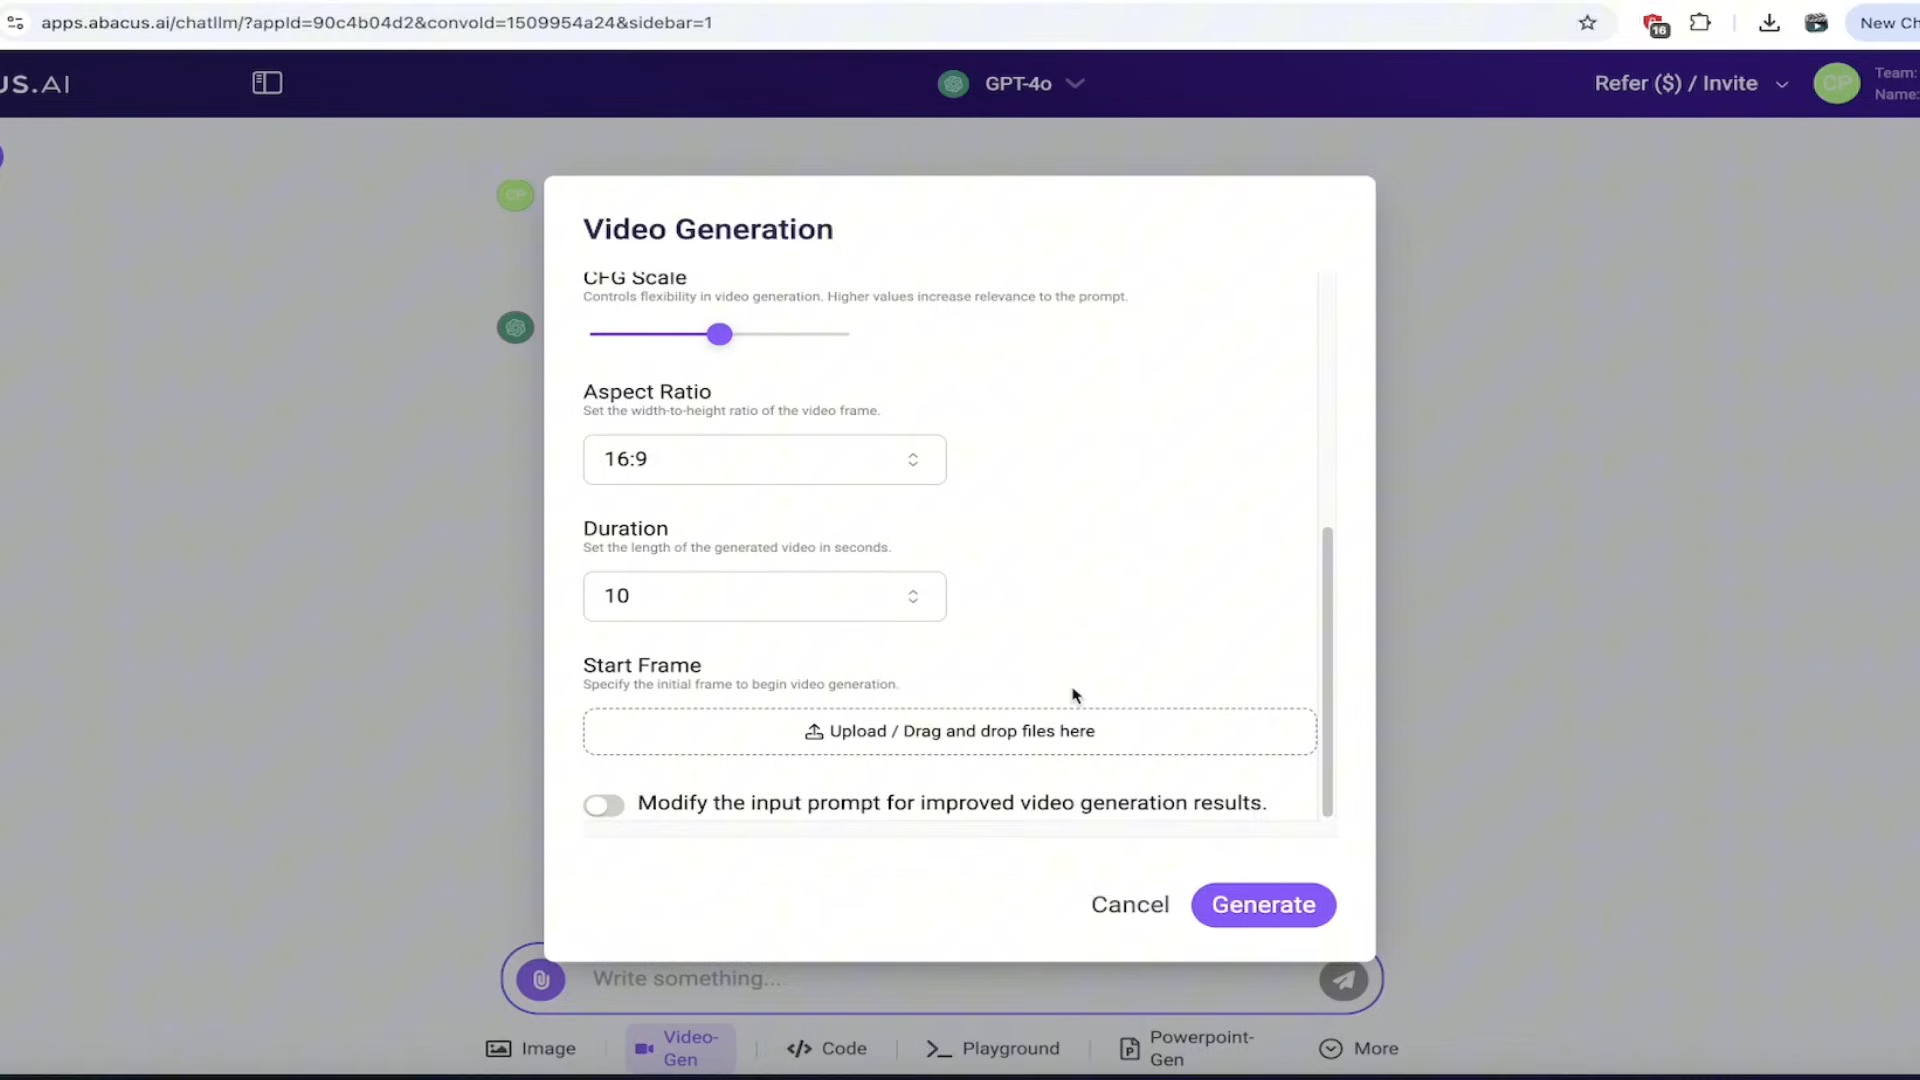 apps.abacus.ai/chatllm/?appId=90c4b04d2&convoId=1509954a24&sidebar=1
16
New Ch
US.AI
GPT-4o
Refer ($) / Invite
CP
Team:
Name:
CP
Video Generation
CFG Scale
Controls flexibility in video generation. Higher values increase relevance to the prompt.
Aspect Ratio
Set the width-to-height ratio of the video frame.
16:9
Duration
Set the length of the generated video in seconds.
10
Start Frame
Specify the initial frame to begin video generation.
Upload / Drag and drop files here
Modify the input prompt for improved video generation results.
Cancel
Generate
Write something....
Image
Video-
Gen
Code
Playground
Powerpoint-
Gen
More